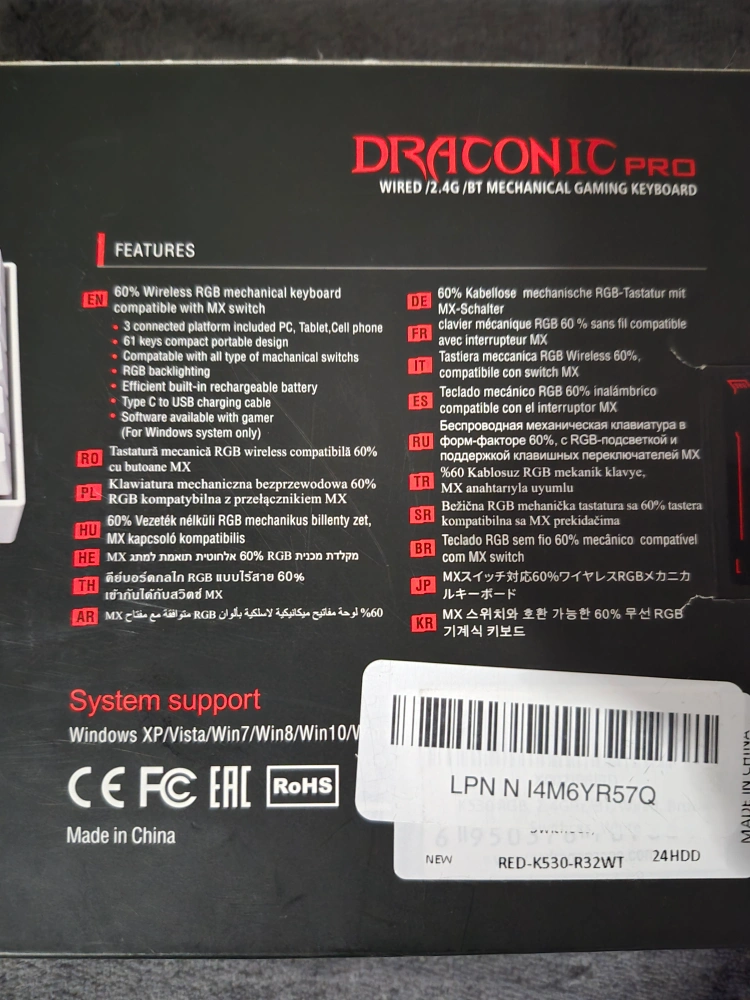 DRACONIC PRO
WIRED /2.4G /BT MECHANICAL GAMING KEYBOARD
FEATURES
EN 60% Wireless RGB mechanical keyboard
compatible with MX switch
• 3 connected platform included PC, Tablet,Cell phone
• 61 keys compact portable design
• Compatable with all type of machanical switchs
• RGB backlighting
• Efficient built-in rechargeable battery
• Type C to USB charging cable
• Software available with gamer
(For Windows system only)
RO Tastatură mecanică RGB wireless compatibilă 60%
cu butoane MX
PL Klawiatura mechaniczna bezprzewodowa 60%
RGB kompatybilna z przełącznikiem MX
HU 60% Vezeték nélküli RGB mechanikus billenty zet,
MX kapcsoló kompatibilis
HE מקלדת מכנית RGB 60% אלחוטית תואמת למתג MX
TH คีย์บอร์ดกลไก RGB แบบไร้สาย 60%
เข้ากันได้กับสวิตช์ MX
AR 60% لوحة مفاتيح ميكانيكية لاسلكية بألوان RGB متوافقة مع مفتاح MX
DE 60% Kabellose mechanische RGB-Tastatur mit
MX-Schalter
FR clavier mécanique RGB 60 % sans fil compatible
avec interrupteur MX
IT Tastiera meccanica RGB Wireless 60%,
compatibile con switch MX
ES Teclado mecánico RGB 60% inalámbrico
compatible con el interruptor MX
RU Беспроводная механическая клавиатура в
форм-факторе 60%, с RGB-подсветкой и
поддержкой клавишных переключателей MX
TR %60 Kablosuz RGB mekanik klavye,
MX anahtarıyla uyumlu
SR Bežična RGB mehanička tastatura sa 60% tastera
kompatibilna sa MX prekidačima
BR Teclado RGB sem fio 60% mecânico compatível
com MX switch
JP MXスイッチ対応60%ワイヤレスRGBメカニカ
ルキーボード
KR MX 스위치와 호환 가능한 60% 무선 RGB
기계식 키보드
System support
Windows XP/Vista/Win7/Win8/Win10/
CE FC EAC RoHS
Made in China
LPN N I4M6YR57Q
NEW RED-K530-R32WT 24HDD
MADE IN CHINA